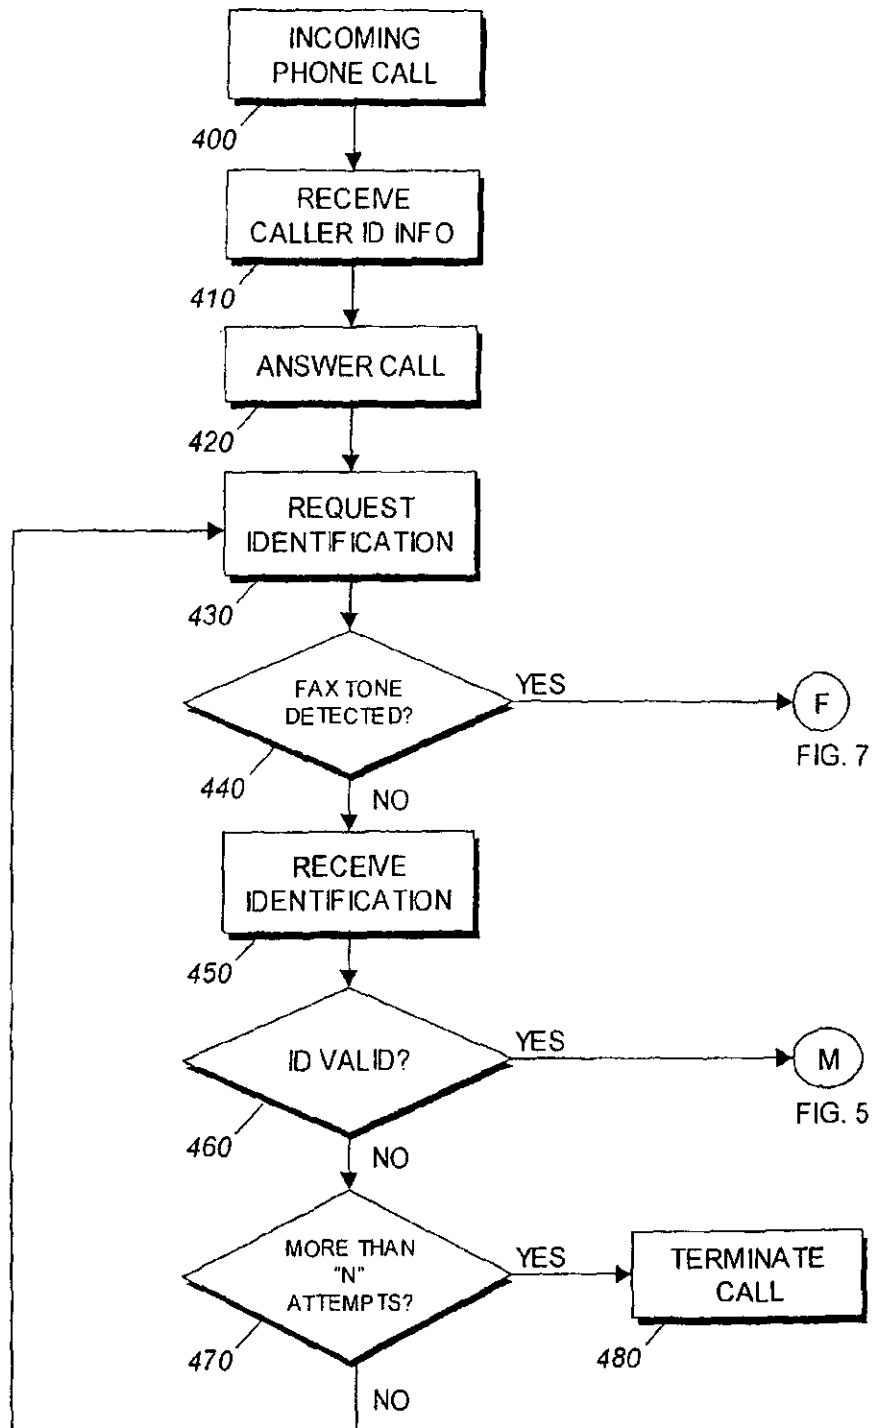 INCOMING
PHONE CALL
400
RECEIVE
CALLER ID INFO
410
ANSWER CALL
420
REQUEST
IDENTIFICATION
430
FAX TONE
DETECTED?
YES
F
FIG. 7
440
NO
RECEIVE
IDENTIFICATION
450
ID VALID?
YES
M
FIG. 5
460
NO
MORE THAN
"N"
ATTEMPTS?
YES
TERMINATE
CALL
470
480
NO